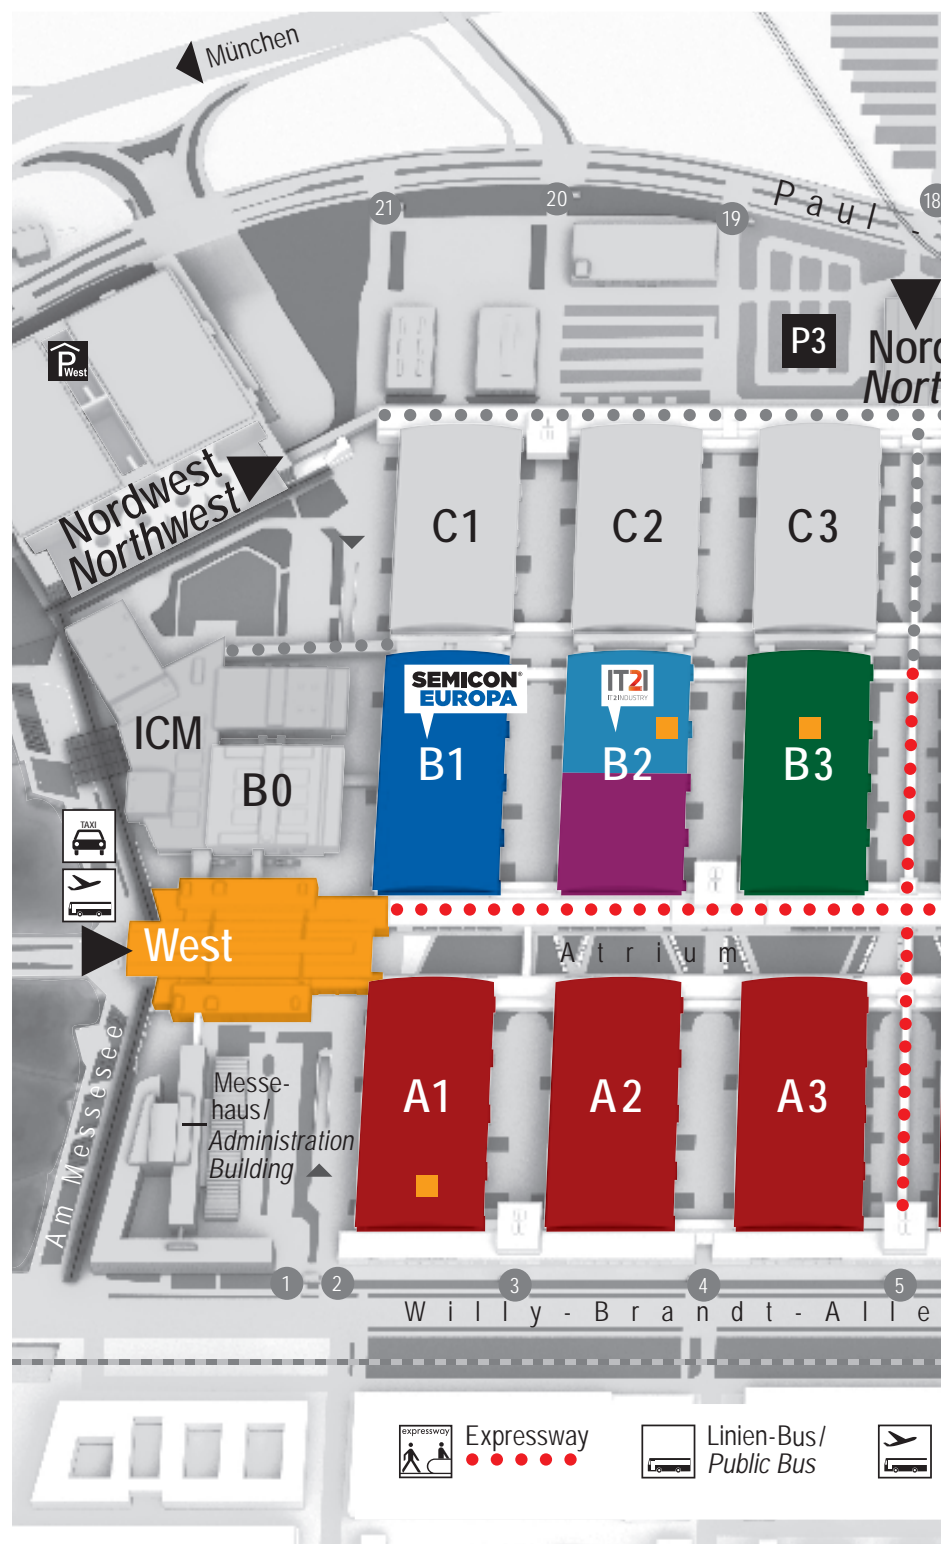 München
21
20
19
18
Paul-
P3
P
West
Nord
North
Nordwest
Northwest
C1
C2
C3
SEMICON®
EUROPA
IT2I
IT2INDUSTRY
ICM
B0
B1
B2
B3
TAXI
West
Atrium
Am Messesee
Messe-
haus/
Administration
Building
A1
A2
A3
1
2
3
4
5
Willy-Brandt-Alle
expressway
Expressway
Linien-Bus/
Public Bus